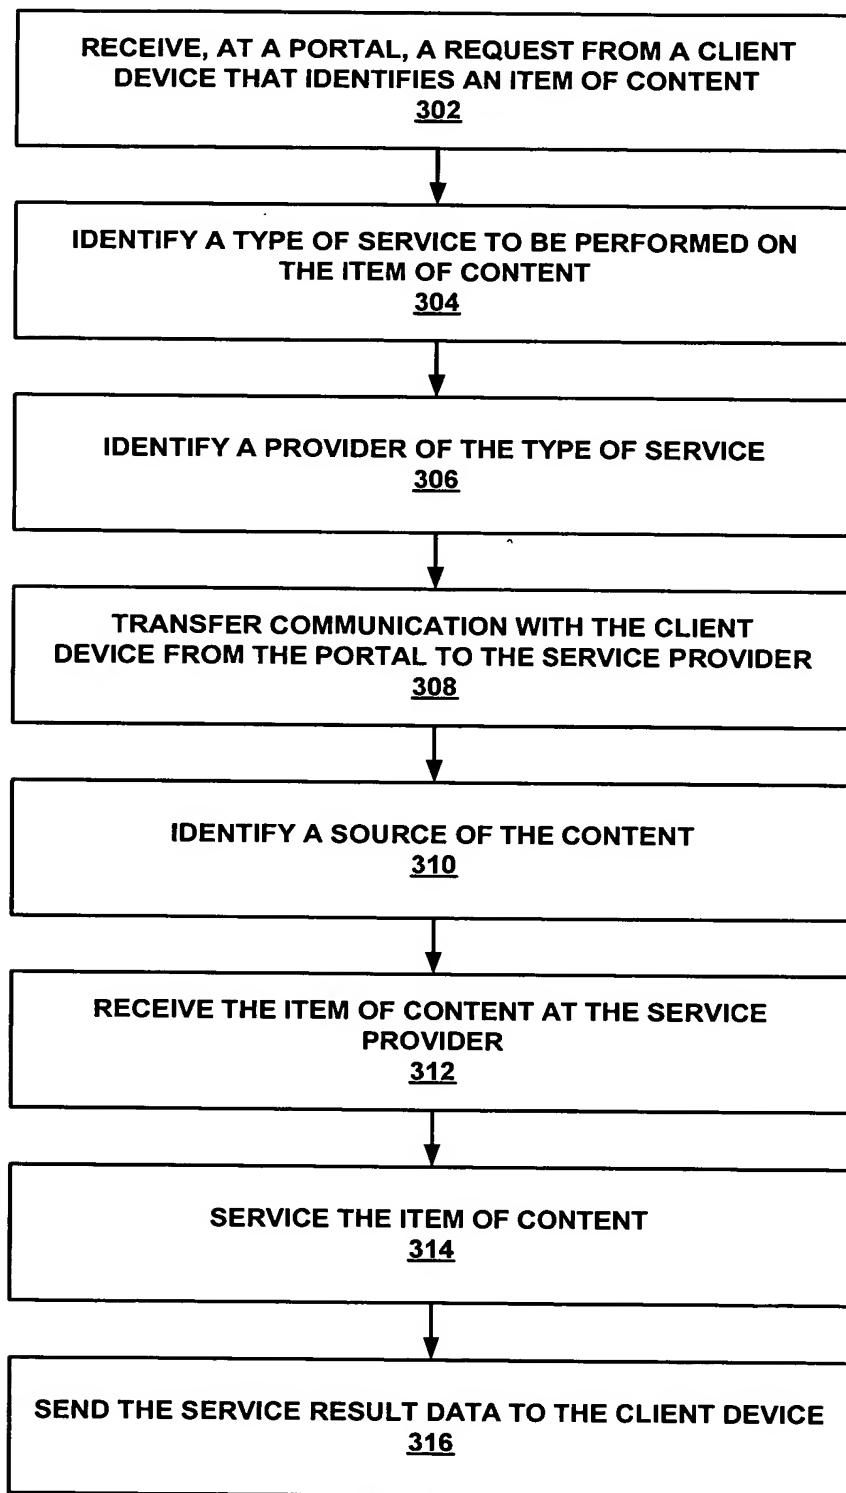 RECEIVE, AT A PORTAL, A REQUEST FROM A CLIENT
DEVICE THAT IDENTIFIES AN ITEM OF CONTENT
302
IDENTIFY A TYPE OF SERVICE TO BE PERFORMED ON
THE ITEM OF CONTENT
304
IDENTIFY A PROVIDER OF THE TYPE OF SERVICE
306
TRANSFER COMMUNICATION WITH THE CLIENT
DEVICE FROM THE PORTAL TO THE SERVICE PROVIDER
308
IDENTIFY A SOURCE OF THE CONTENT
310
RECEIVE THE ITEM OF CONTENT AT THE SERVICE
PROVIDER
312
SERVICE THE ITEM OF CONTENT
314
SEND THE SERVICE RESULT DATA TO THE CLIENT DEVICE
316